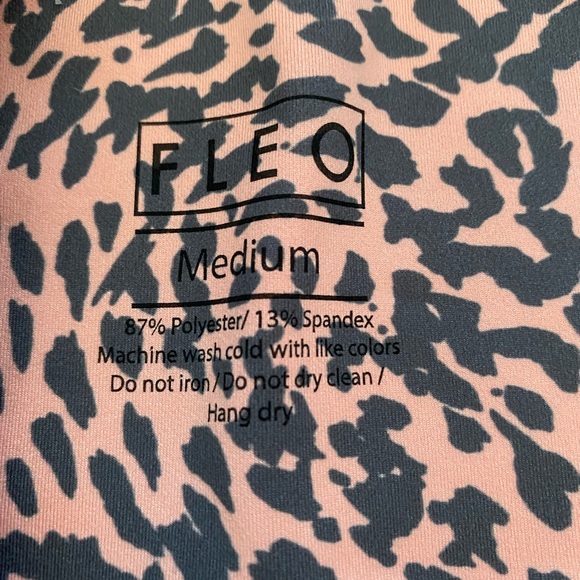 FLEO
Medium
87% Polyester/ 13% Spandex
Machine wash cold with like colors
Do not iron/Do not dry clean/
Hang dry